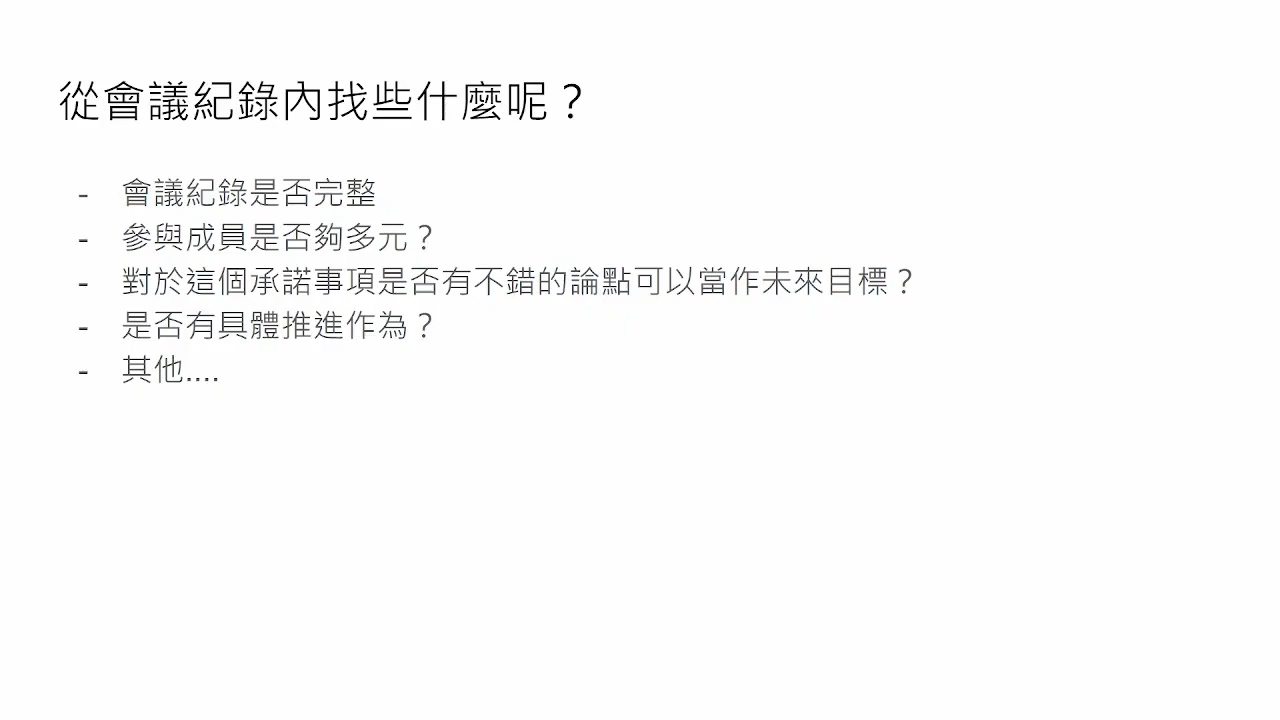 從會議紀錄內找些什麼呢？
- 會議紀錄是否完整
- 參與成員是否夠多元？
- 對於這個承諾事項是否有不錯的論點可以當作未來目標？
- 是否有具體推進作為？
- 其他....